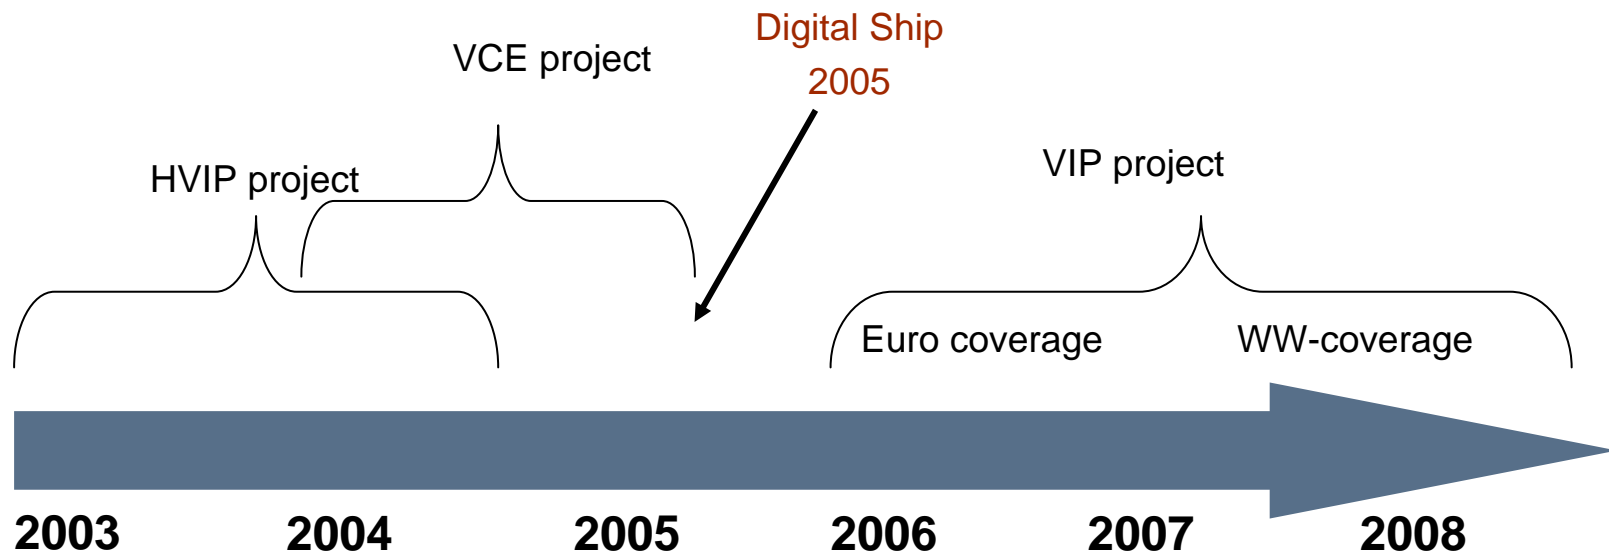 Digital Ship
2005
VCE project
HVIP project
VIP project
Euro coverage
WW-coverage
2003
2004
2005
2006
2007
2008